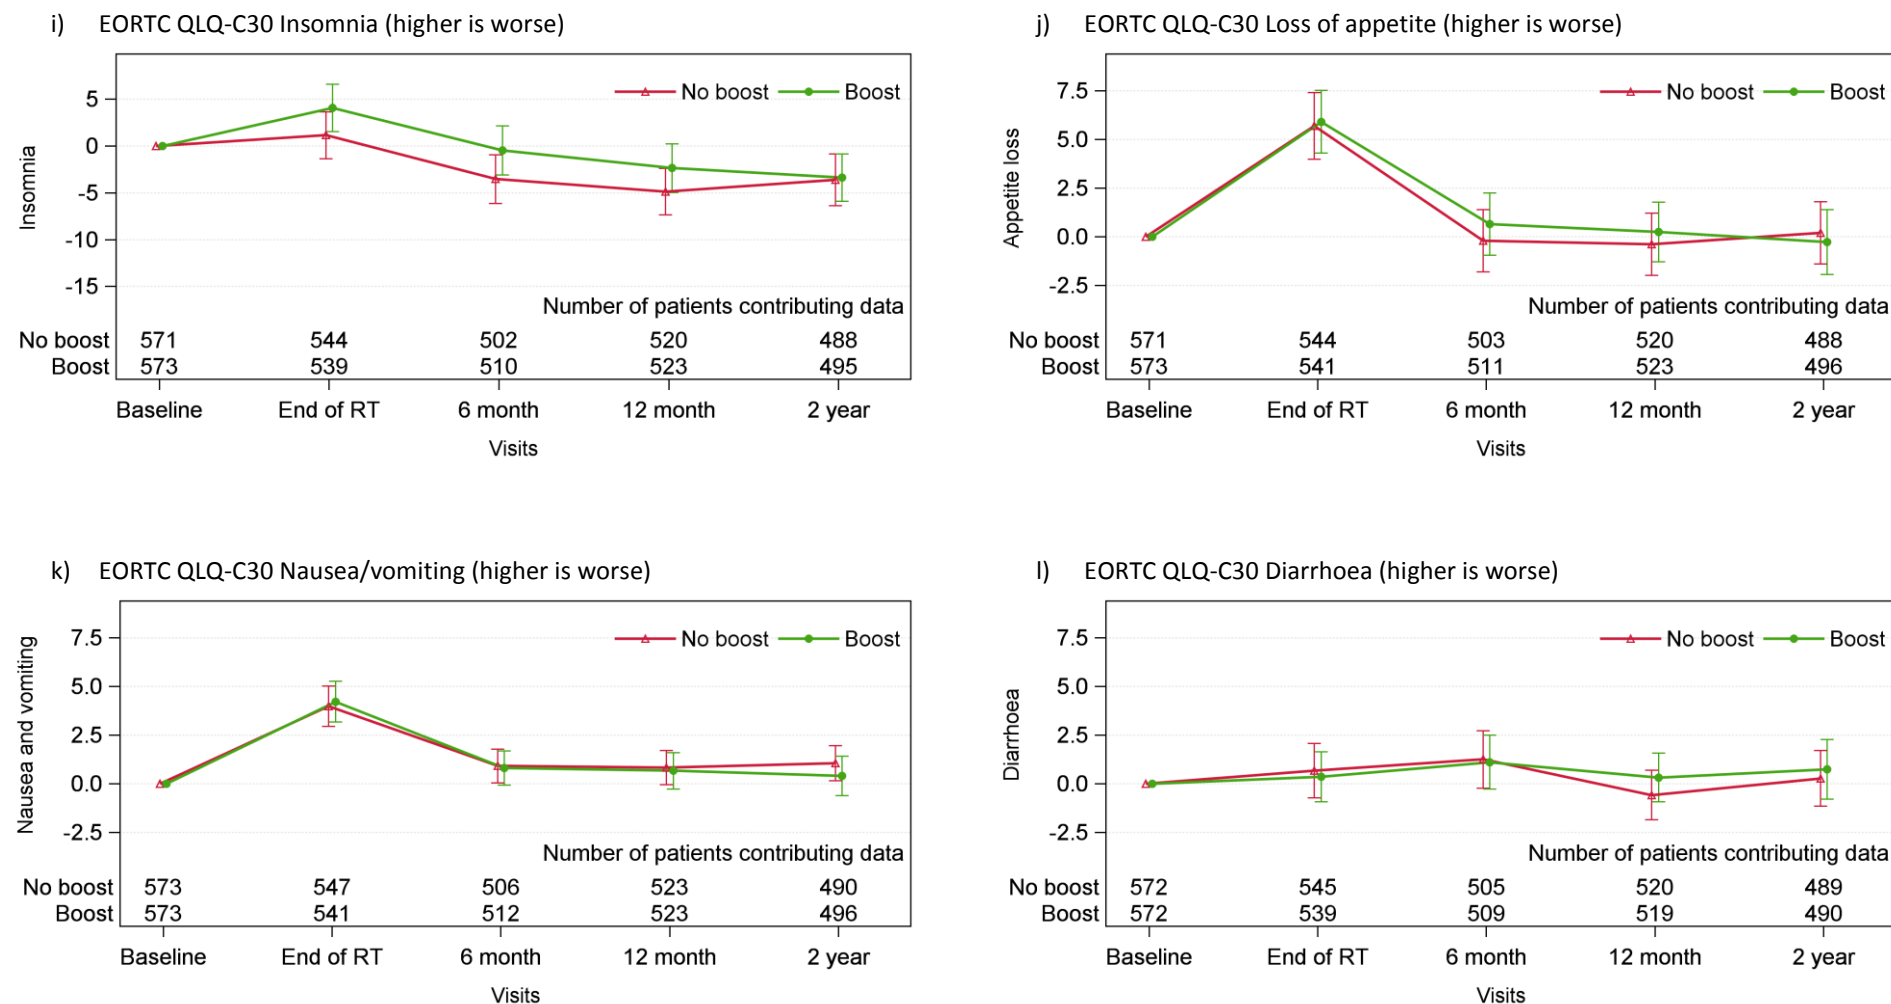 i) EORTC QLQ-C30 Insomnia (higher is worse)
No boost Boost
5
0
-5
-10
-15
Insomnia
Number of patients contributing data
No boost 571 544 502 520 488
Boost 573 539 510 523 495
Baseline End of RT 6 month 12 month 2 year
Visits
j) EORTC QLQ-C30 Loss of appetite (higher is worse)
No boost Boost
7.5
5.0
2.5
0.0
-2.5
Appetite loss
Number of patients contributing data
No boost 571 544 503 520 488
Boost 573 541 511 523 496
Baseline End of RT 6 month 12 month 2 year
Visits
k) EORTC QLQ-C30 Nausea/vomiting (higher is worse)
No boost Boost
7.5
5.0
2.5
0.0
-2.5
Nausea and vomiting
Number of patients contributing data
No boost 573 547 506 523 490
Boost 573 541 512 523 496
Baseline End of RT 6 month 12 month 2 year
Visits
l) EORTC QLQ-C30 Diarrhoea (higher is worse)
No boost Boost
7.5
5.0
2.5
0.0
-2.5
Diarrhoea
Number of patients contributing data
No boost 572 545 505 520 489
Boost 572 539 509 519 490
Baseline End of RT 6 month 12 month 2 year
Visits